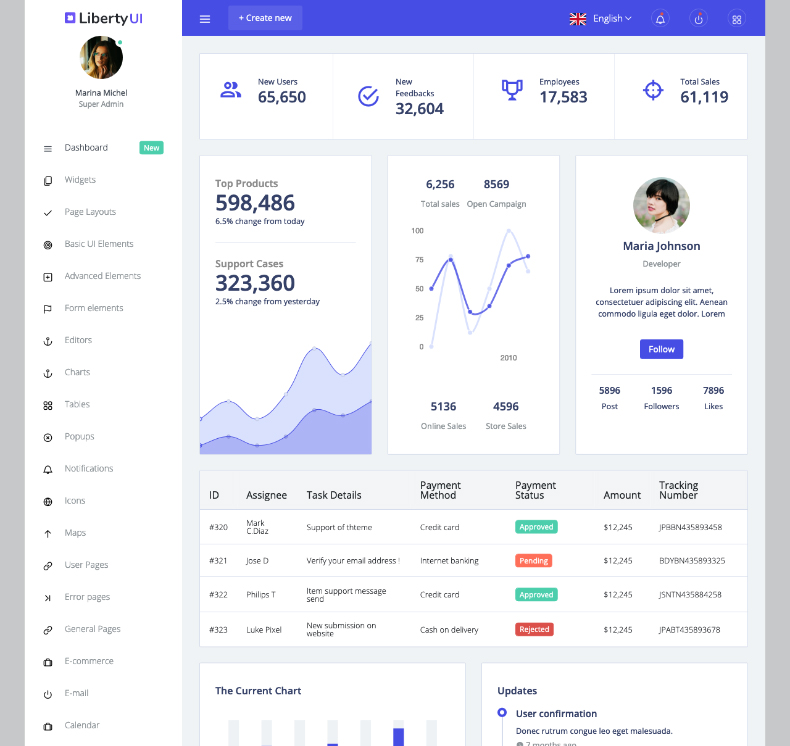 LibertyUI
+ Create new
English
Marina Michel
Super Admin
Dashboard
New
Widgets
Page Layouts
Basic UI Elements
Advanced Elements
Form elements
Editors
Charts
Tables
Popups
Notifications
Icons
Maps
User Pages
Error pages
General Pages
E-commerce
E-mail
Calendar
New Users
65,650
New
Feedbacks
32,604
Employees
17,583
Total Sales
61,119
Top Products
598,486
6.5% change from today
Support Cases
323,360
2.5% change from yesterday
6,256 8569
Total sales Open Campaign
100
75
50
25
0
2010
5136 4596
Online Sales Store Sales
Maria Johnson
Developer
Lorem ipsum dolor sit amet,
consectetuer adipiscing elit. Aenean
commodo ligula eget dolor. Lorem
Follow
5896 1596 7896
Post Followers Likes
ID Assignee Task Details Payment Method Payment Status Amount Tracking Number
#320 Mark C.Diaz Support of thteme Credit card Approved $12,245 JPBBN435893458
#321 Jose D Verify your email address ! Internet banking Pending $12,245 BDYBN435893325
#322 Philips T Item support message send Credit card Approved $12,245 JSNTN435884258
#323 Luke Pixel New submission on website Cash on delivery Rejected $12,245 JPABT435893678
The Current Chart
Updates
User confirmation
Donec rutrum congue leo eget malesuada.
7 months ago